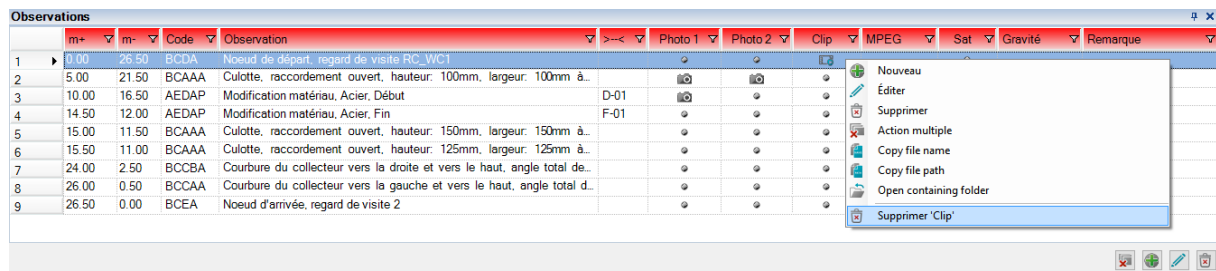 Observations
m+ m- Code Observation >--< Photo 1 Photo 2 Clip MPEG Sat Gravité Remarque
1 0.00 26.50 BCDA Noeud de départ, regard de visite RC_WC1
2 5.00 21.50 BCAAA Culotte, raccordement ouvert, hauteur: 100mm, largeur: 100mm à...
3 10.00 16.50 AEDAP Modification matériau, Acier, Début D-01
4 14.50 12.00 AEDAP Modification matériau, Acier, Fin F-01
5 15.00 11.50 BCAAA Culotte, raccordement ouvert, hauteur: 150mm, largeur: 150mm à...
6 15.50 11.00 BCAAA Culotte, raccordement ouvert, hauteur: 125mm, largeur: 125mm à...
7 24.00 2.50 BCCBA Courbure du collecteur vers la droite et vers le haut, angle total de...
8 26.00 0.50 BCCAA Courbure du collecteur vers la gauche et vers le haut, angle total d...
9 26.50 0.00 BCEA Noeud d'arrivée, regard de visite 2
Nouveau
Éditer
Supprimer
Action multiple
Copy file name
Copy file path
Open containing folder
Supprimer 'Clip'